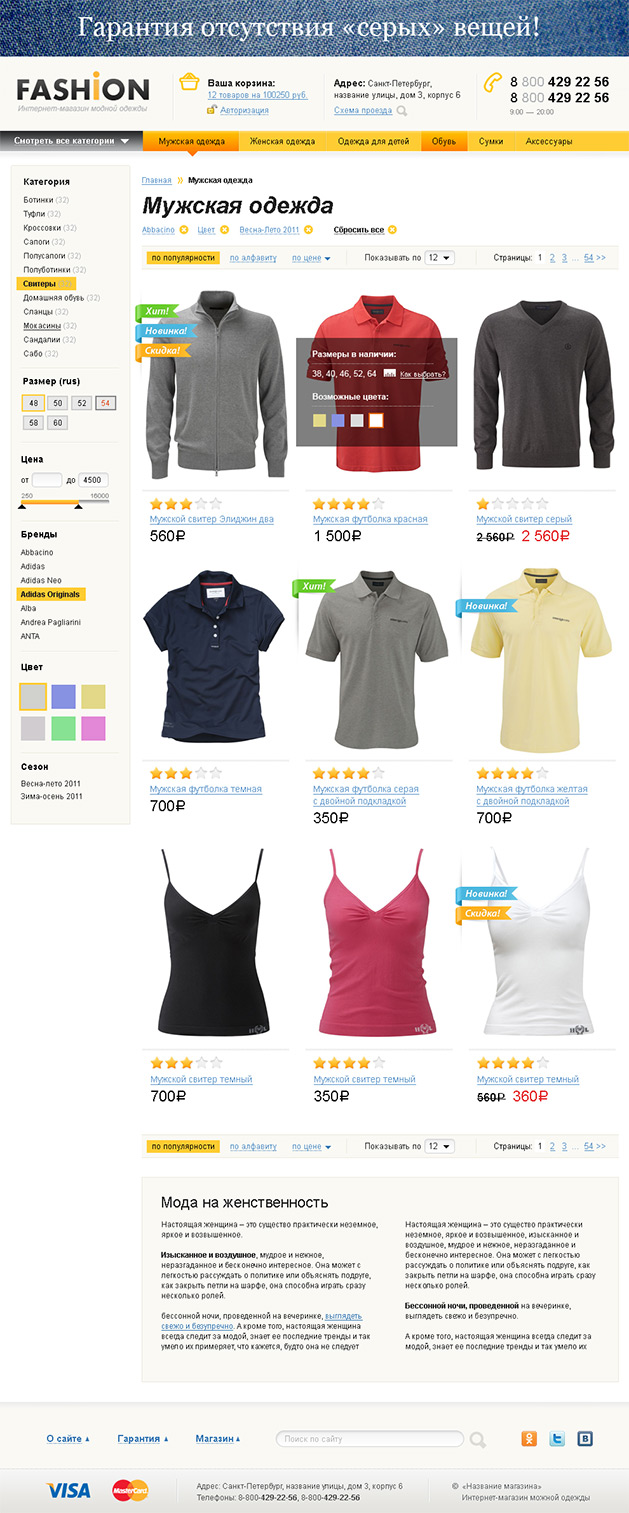 Гарантия отсутствия «серых» вещей!
FASHION
Интернет-магазин модной одежды
Ваша корзина:
12 товаров на 100250 руб.
Авторизация
Адрес: Санкт-Петербург,
название улицы, дом 3, корпус 6
Схема проезда
8 800 429 22 56
8 800 429 22 56
9:00 — 20:00
Смотреть все категории
Мужская одежда
Женская одежда
Одежда для детей
Обувь
Сумки
Аксессуары
Категория
Ботинки (32)
Туфли (32)
Кроссовки (32)
Сапоги (32)
Полусапоги (32)
Полуботинки (32)
Свитеры (32)
Домашняя обувь (32)
Сланцы (32)
Мокасины (32)
Сандалии (32)
Сабо (32)
Размер (rus)
48 50 52 54
58 60
Цена
от до 4500
250 16000
Бренды
Abbacino
Adidas
Adidas Neo
Adidas Originals
Alba
Andrea Pagliarini
ANTA
Цвет
Сезон
Весна-лето 2011
Зима-осень 2011
Главная » Мужская одежда
Мужская одежда
Abbacino Цвет Весна-Лето 2011 Сбросить все
по популярности по алфавиту по цене Показывать по 12 Страницы: 1 2 3 ... 54 >>
Хит!
Новинка!
Скидка!
Размеры в наличии:
38, 40, 46, 52, 64 Как выбрать?
Возможные цвета:
Мужской свитер Элиджин два
560₽
Мужская футболка красная
1 500₽
Мужской свитер серый
2 560₽ 2 560₽
Хит!
Новинка!
Мужская футболка темная
700₽
Мужская футболка серая
с двойной подкладкой
350₽
Мужская футболка желтая
с двойной подкладкой
700₽
Новинка!
Скидка!
Мужской свитер темный
700₽
Мужской свитер темный
350₽
Мужской свитер темный
560₽ 360₽
по популярности по алфавиту по цене Показывать по 12 Страницы: 1 2 3 ... 54 >>
Мода на женственность
Настоящая женщина – это существо практически неземное,
яркое и возвышенное.
Изысканное и воздушное, мудрое и нежное,
неразгаданное и бесконечно интересное. Она может с
легкостью рассуждать о политике или объяснять подруге,
как закрыть петли на шарфе, она способна играть сразу
несколько ролей.
бессонной ночи, проведенной на вечеринке, выглядеть
свежо и безупречно. А кроме того, настоящая женщина
всегда следит за модой, знает ее последние тренды и так
умело их примеряет, что кажется, будто она не следует
Настоящая женщина – это существо практически
неземное, яркое и возвышенное, изысканное и
воздушное, мудрое и нежное, неразгаданное и
бесконечно интересное. Она может с легкостью
рассуждать о политике или объяснять подруге, как
закрыть петли на шарфе, она способна играть сразу
несколько ролей.
Бессонной ночи, проведенной на вечеринке,
выглядеть свежо и безупречно.
А кроме того, настоящая женщина всегда следит за
модой, знает ее последние тренды и так умело их
О сайте
Гарантия
Магазин
Поиск по сайту
VISA
MasterCard
Адрес: Санкт-Петербург, название улицы, дом 3, корпус 6
Телефоны: 8-800-429-22-56, 8-800-429-22-56
© «Название магазина»
Интернет-магазин можной одежды